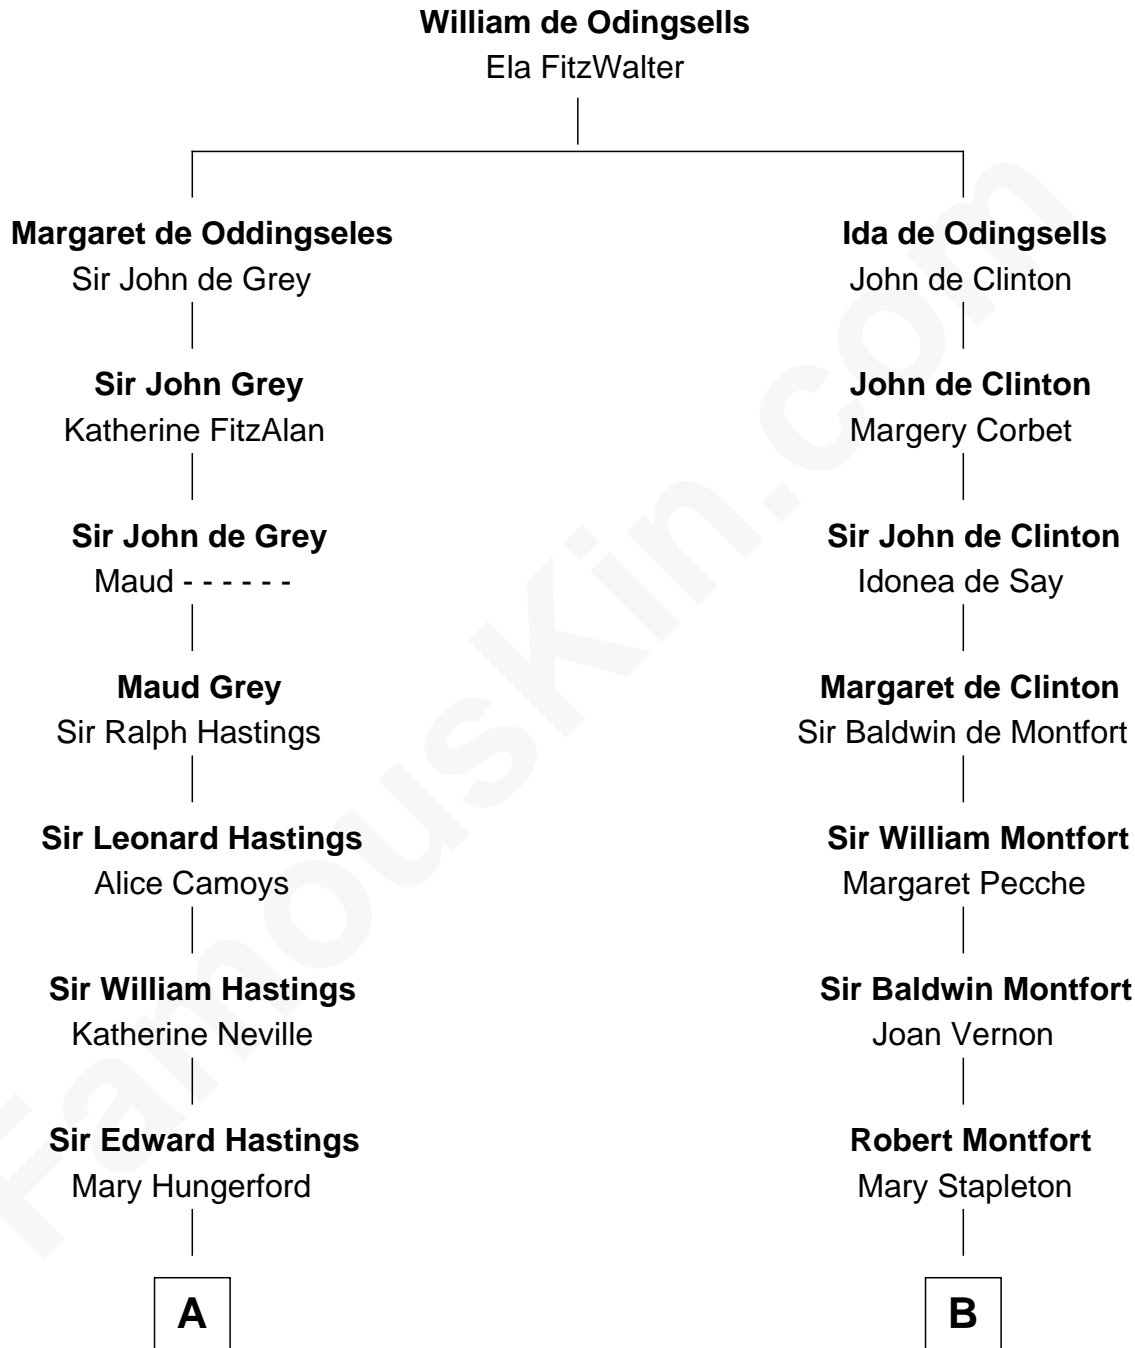 William de Odingsells
Ela FitzWalter
Margaret de Oddingseles
Sir John de Grey
Ida de Odingsells
John de Clinton
Sir John Grey
Katherine FitzAlan
John de Clinton
Margery Corbet
Sir John de Grey
Maud - - - - - -
Sir John de Clinton
Idonea de Say
Maud Grey
Sir Ralph Hastings
Margaret de Clinton
Sir Baldwin de Montfort
Sir Leonard Hastings
Alice Camoys
Sir William Montfort
Margaret Pecche
Sir William Hastings
Katherine Neville
Sir Baldwin Montfort
Joan Vernon
Sir Edward Hastings
Mary Hungerford
Robert Montfort
Mary Stapleton
A
B
FamousKin.com